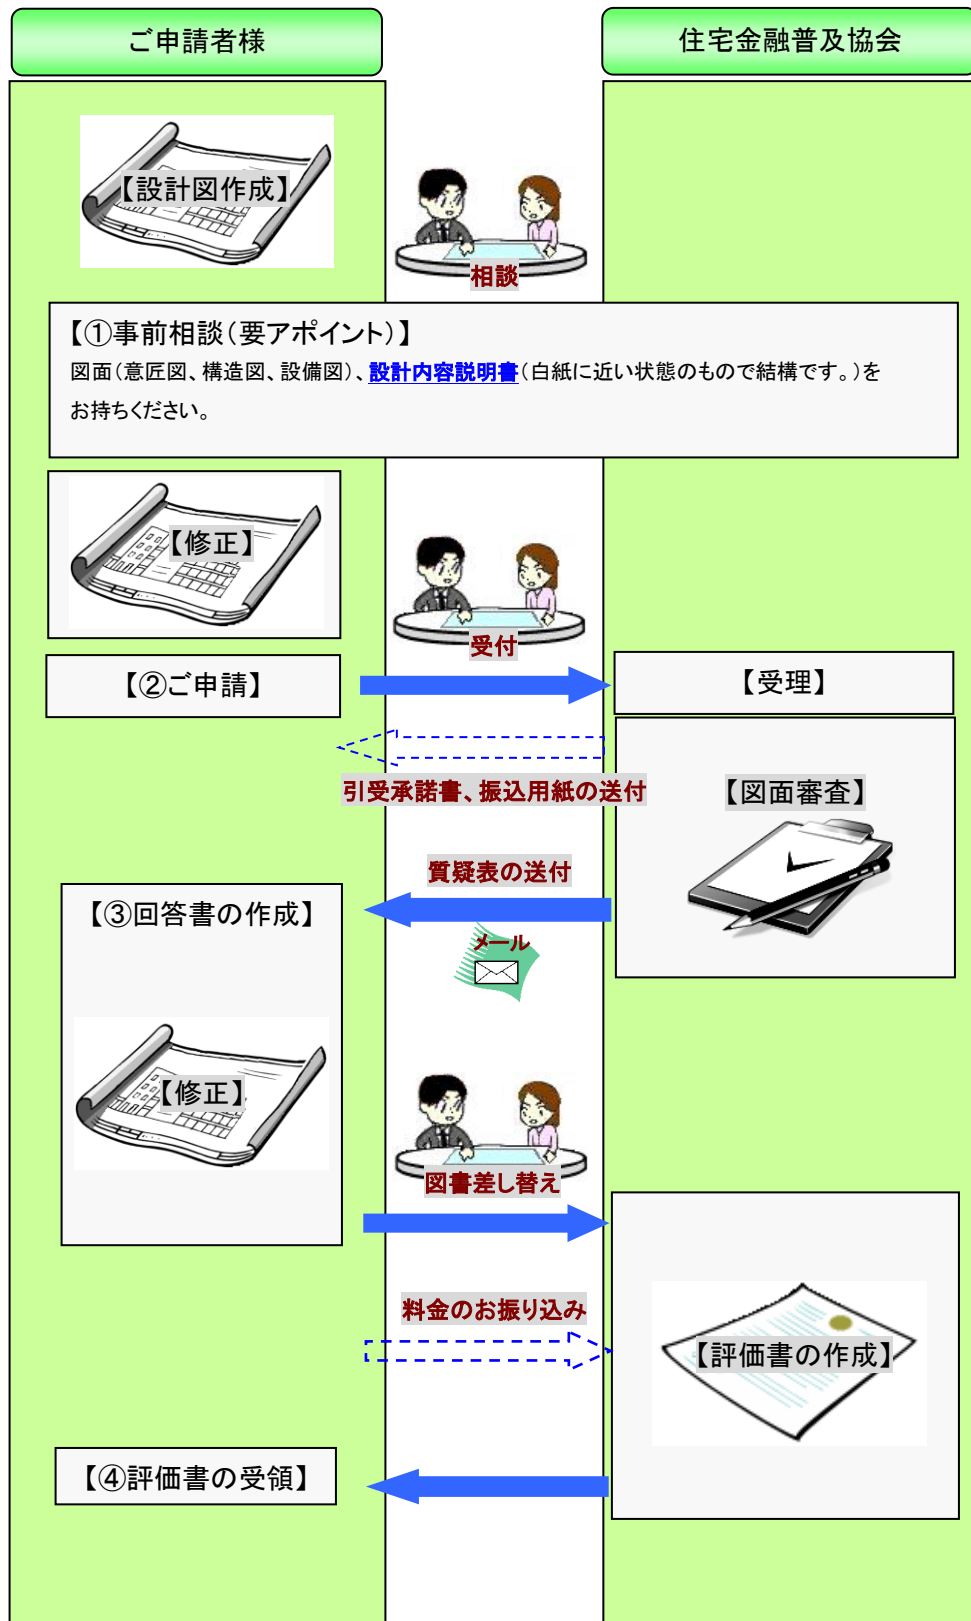 ご申請者様
住宅金融普及協会
【設計図作成】
相談
【①事前相談（要アポイント）】
図面（意匠図、構造図、設備図）、設計内容説明書（白紙に近い状態のもので結構です。）を
お持ちください。
【修正】
受付
【②ご申請】
【受理】
引受承諾書、振込用紙の送付
【図面審査】
質疑表の送付
【③回答書の作成】
メール
【修正】
図書差し替え
料金のお振り込み
【評価書の作成】
【④評価書の受領】